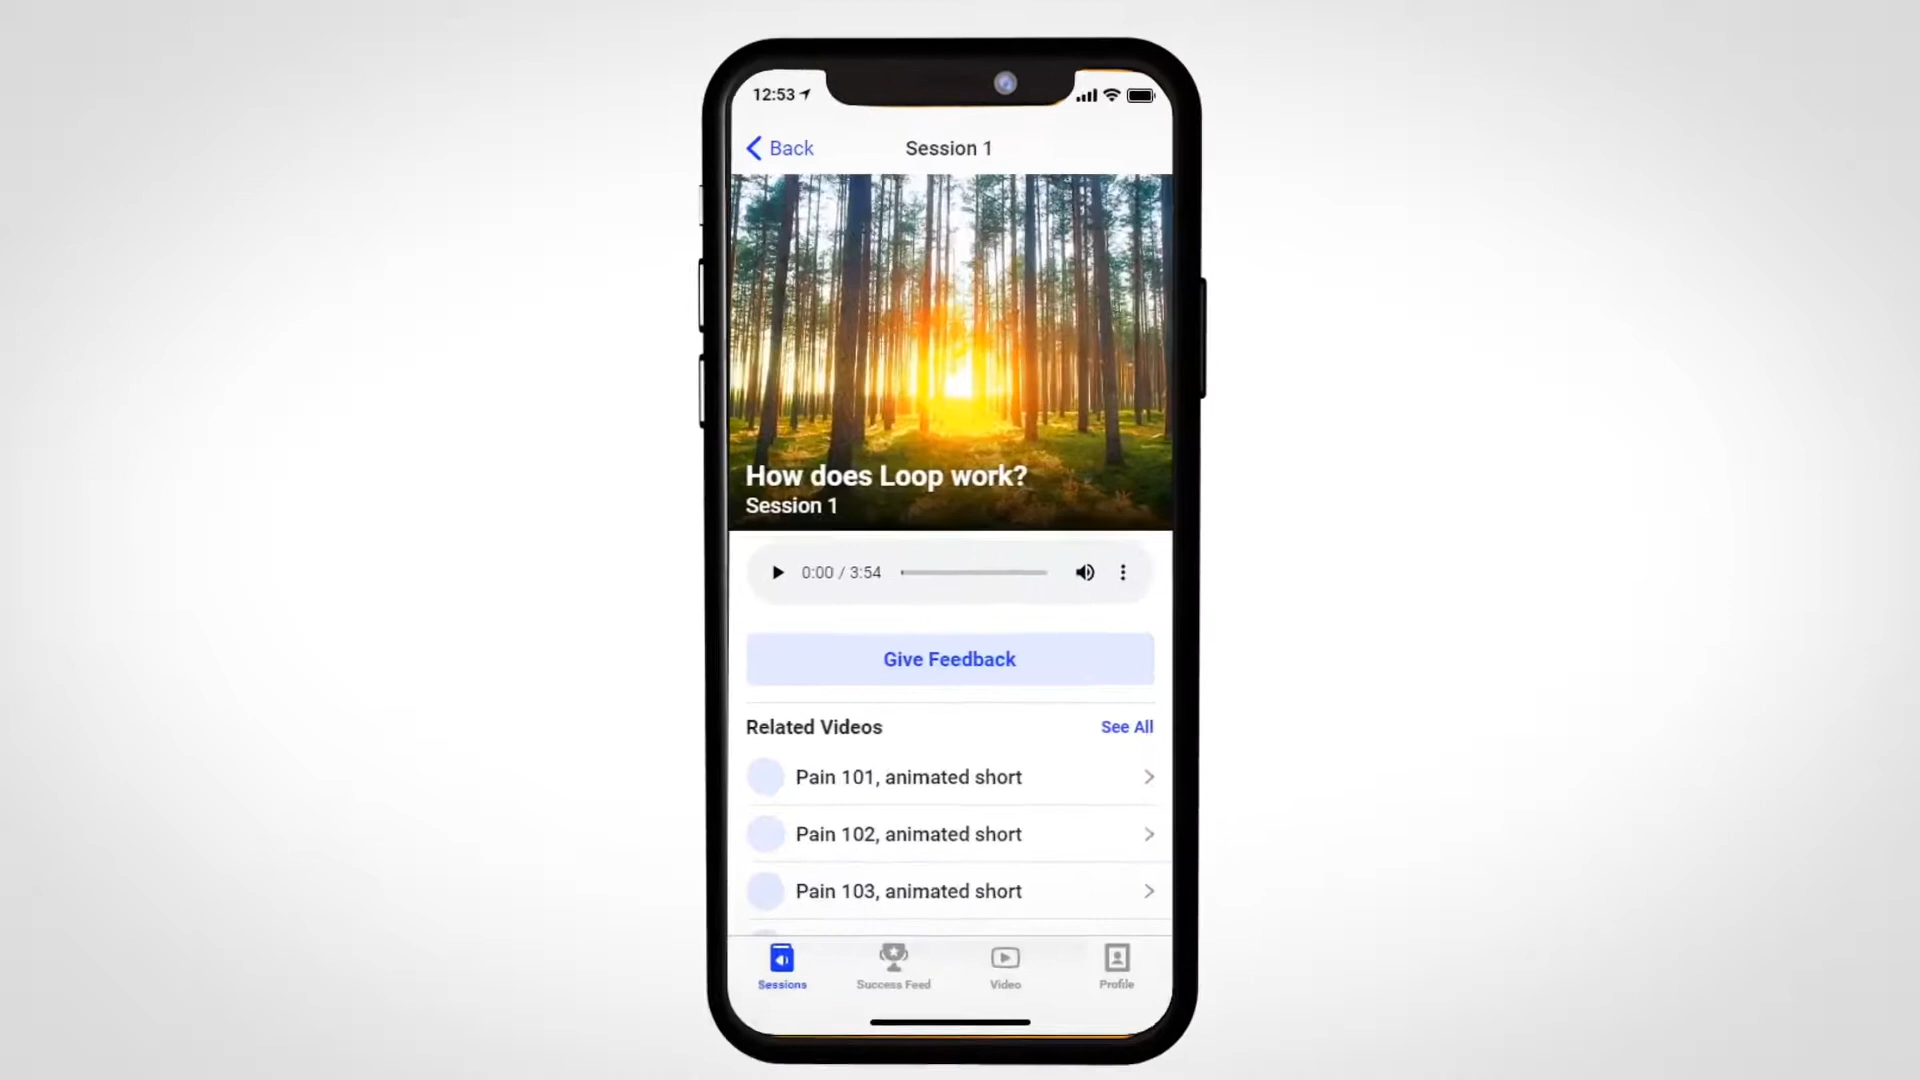 12:53
Back
Session 1
How does Loop work?
Session 1
0:00 / 3:54
Give Feedback
Related Videos
See All
Pain 101, animated short
Pain 102, animated short
Pain 103, animated short
Sessions
Success Feed
Video
Profile